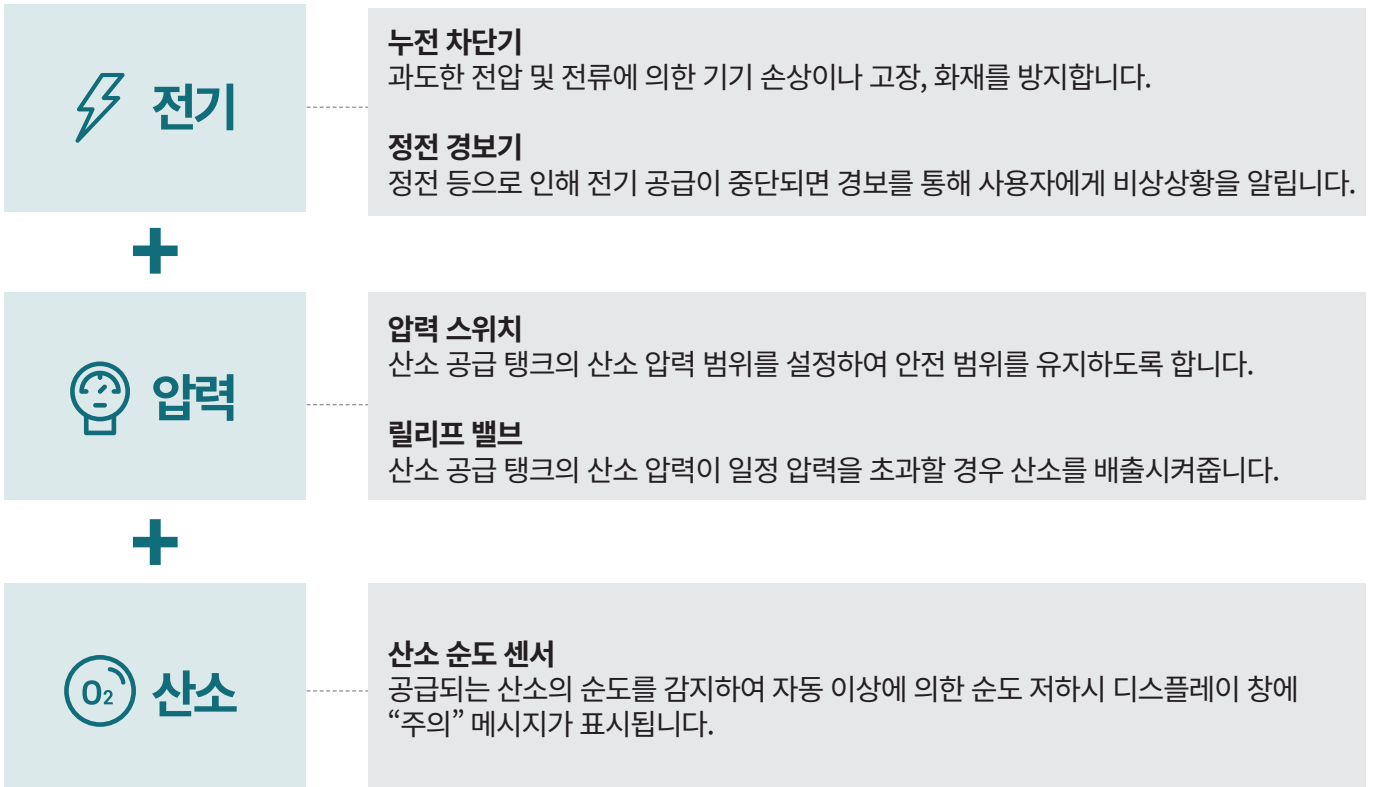 전기
누전 차단기
과도한 전압 및 전류에 의한 기기 손상이나 고장, 화재를 방지합니다.
정전 경보기
정전 등으로 인해 전기 공급이 중단되면 경보를 통해 사용자에게 비상상황을 알립니다.
+
압력
압력 스위치
산소 공급 탱크의 산소 압력 범위를 설정하여 안전 범위를 유지하도록 합니다.
릴리프 밸브
산소 공급 탱크의 산소 압력이 일정 압력을 초과할 경우 산소를 배출시켜줍니다.
+
O₂ 산소
산소 순도 센서
공급되는 산소의 순도를 감지하여 자동 이상에 의한 순도 저하시 디스플레이 창에
“주의” 메시지가 표시됩니다.